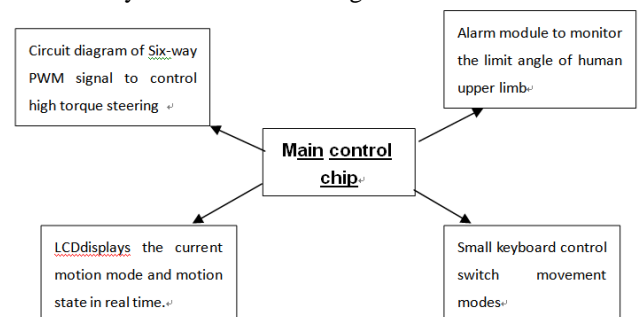 Circuit diagram of Six-way
PWM signal to control
high torque steering
Alarm module to monitor
the limit angle of human
upper limb
Main control
chip
LCDdisplays the current
motion mode and motion
state in real time.
Small keyboard control
switch movement
modes